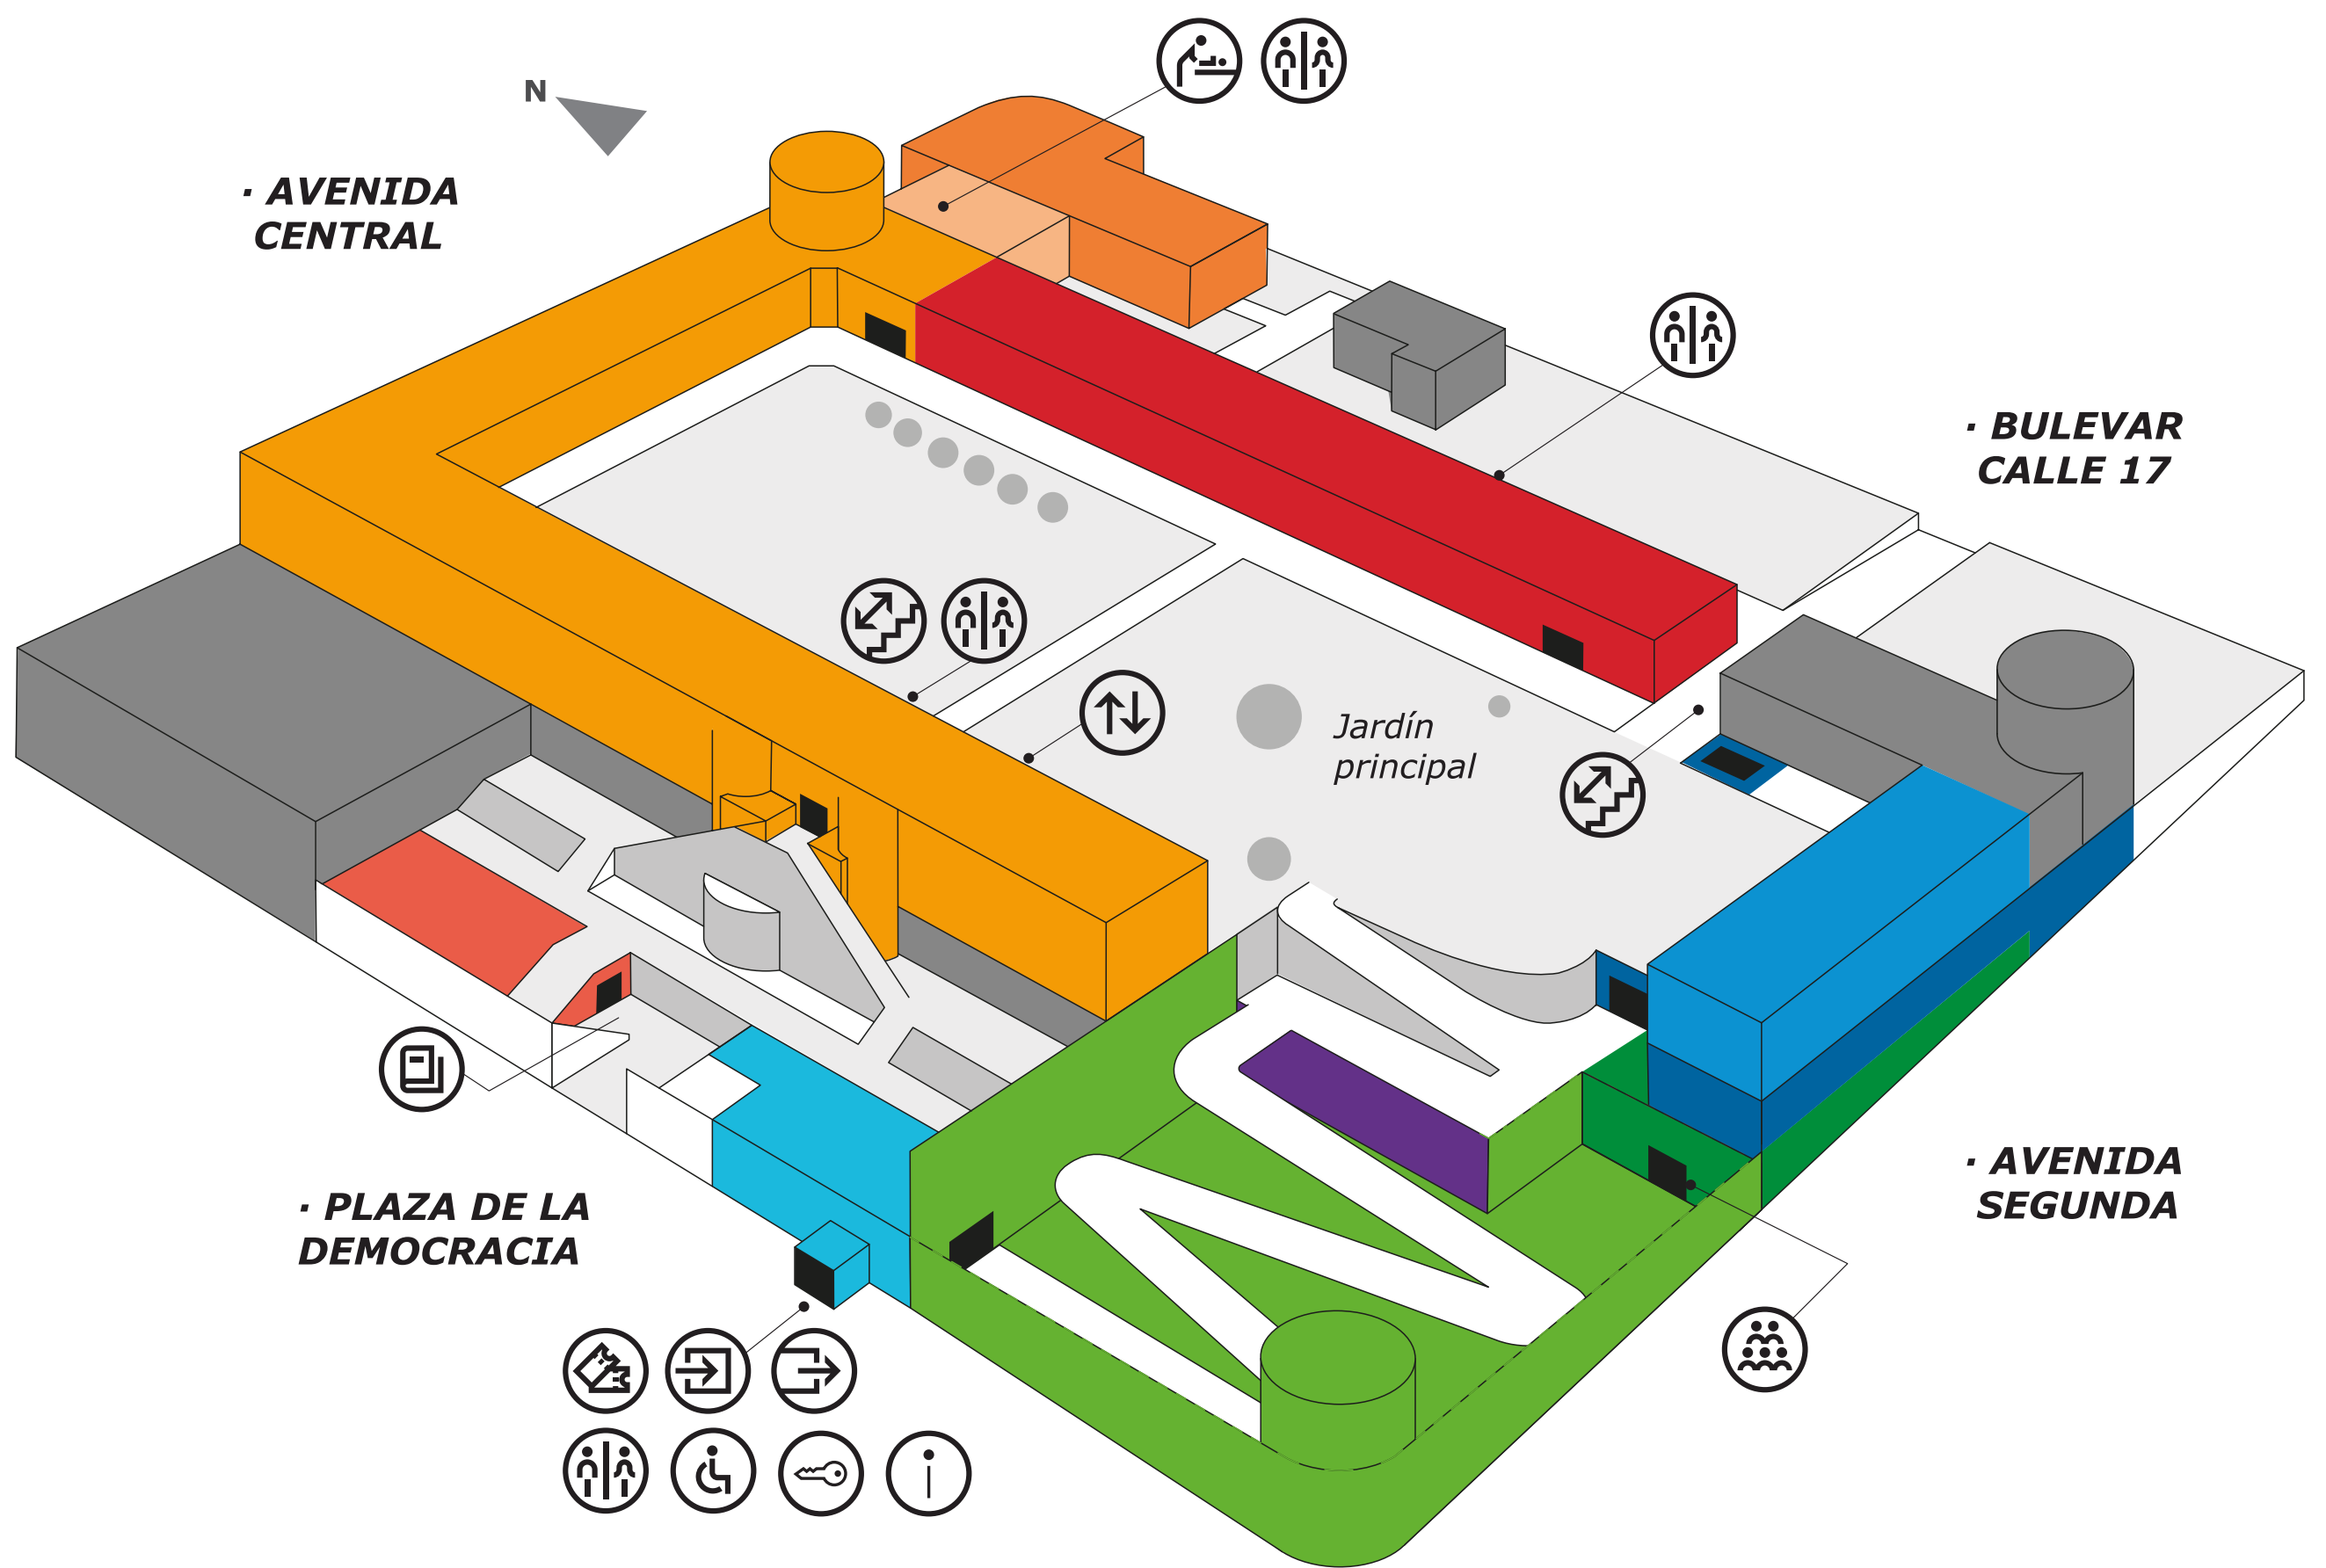 N
· AVENIDA
CENTRAL
· BULEVAR
CALLE 17
Jardín
principal
· PLAZA DE LA
DEMOCRACIA
· AVENIDA
SEGUNDA